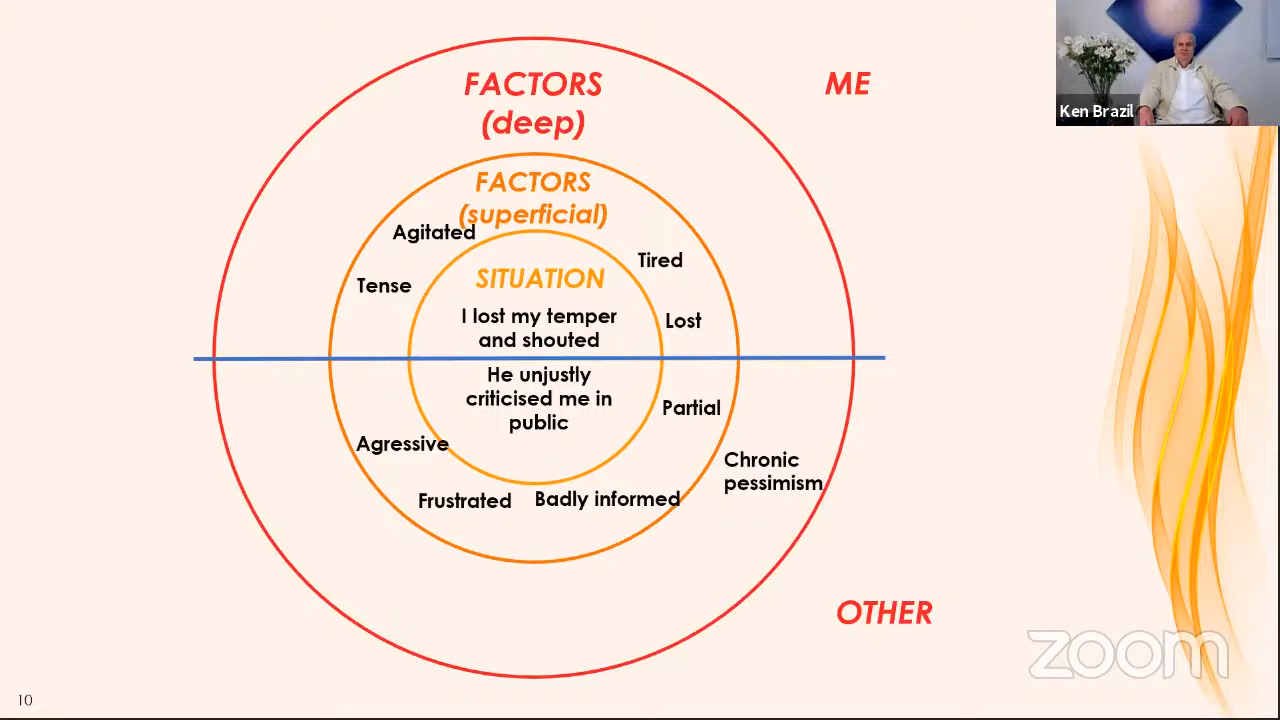 FACTORS
(deep)
ME
Ken Brazil
FACTORS
(superficial)
Agitated
Tired
Tense
SITUATION
I lost my temper
and shouted
Lost
He unjustly
criticised me in
public
Partial
Agressive
Chronic
pessimism
Frustrated
Badly informed
OTHER
zoom
10